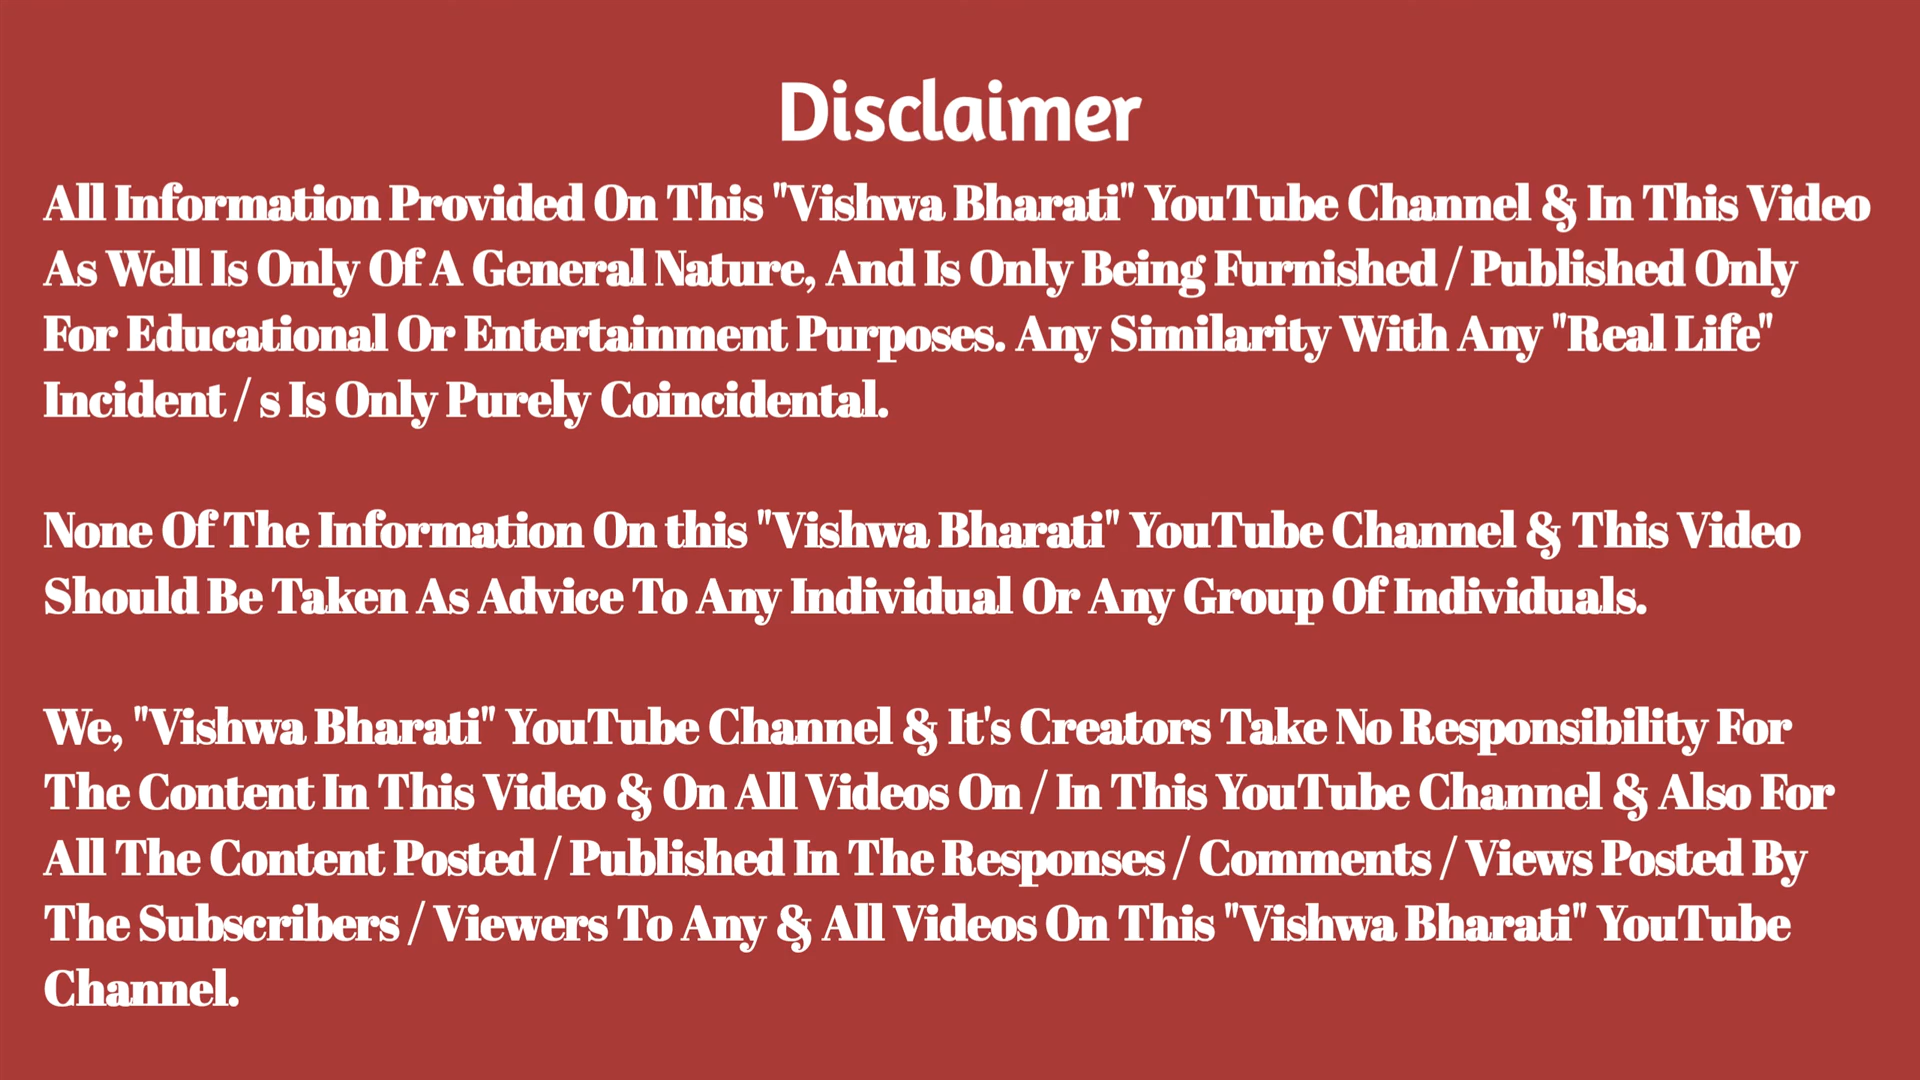 Disclaimer
All Information Provided On This "Vishwa Bharati" YouTube Channel & In This Video
As Well Is Only Of A General Nature, And Is Only Being Furnished / Published Only
For Educational Or Entertainment Purposes. Any Similarity With Any "Real Life"
Incident / s Is Only Purely Coincidental.
None Of The Information On this "Vishwa Bharati" YouTube Channel & This Video
Should Be Taken As Advice To Any Individual Or Any Group Of Individuals.
We, "Vishwa Bharati" YouTube Channel & It's Creators Take No Responsibility For
The Content In This Video & On All Videos On / In This YouTube Channel & Also For
All The Content Posted / Published In The Responses / Comments / Views Posted By
The Subscribers / Viewers To Any & All Videos On This "Vishwa Bharati" YouTube
Channel.